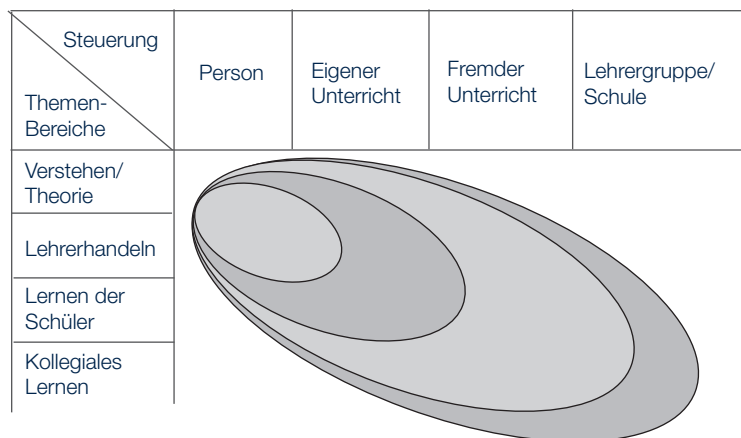 Steuerung
Themen-
Bereiche
Person
Eigener
Unterricht
Fremder
Unterricht
Lehrergruppe/
Schule
Verstehen/
Theorie
Lehrerhandeln
Lernen der
Schüler
Kollegiales
Lernen